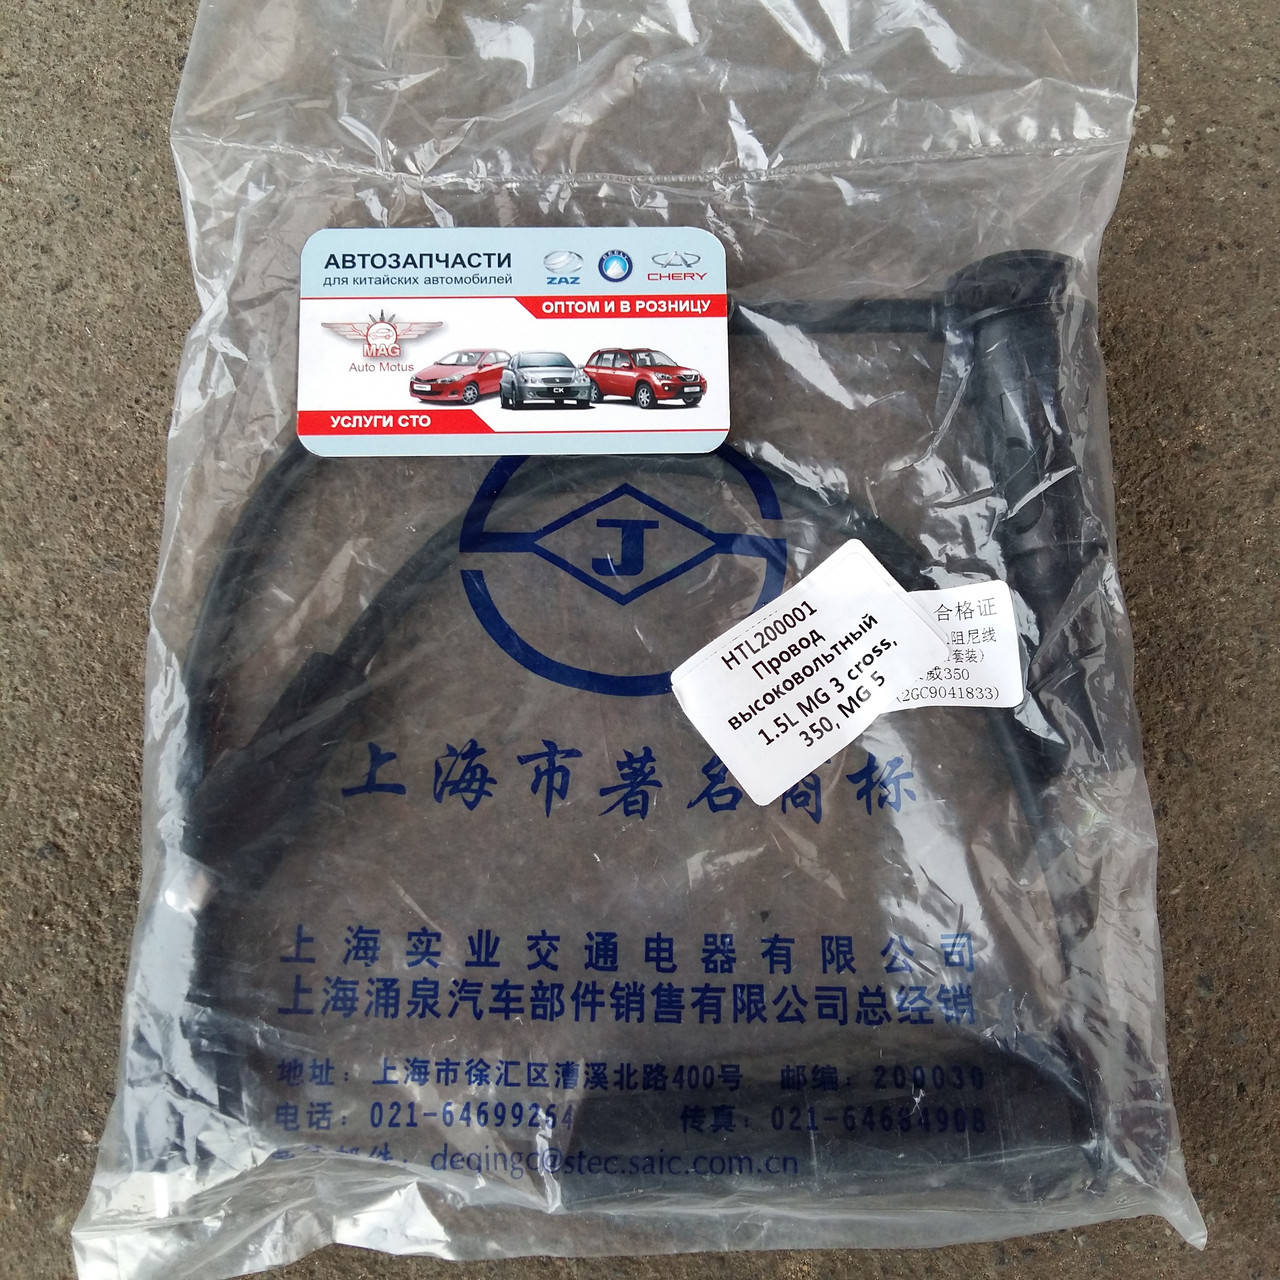 АВТОЗАПЧАСТИ
для китайских автомобилей
ZAZ
GEELY
CHERY
ОПТОМ И В РОЗНИЦУ
MAG
Auto Motus
CK
УСЛУГИ СТО
J
HTL200001
Провод
высоковольтный
1.5L MG 3 cross,
350, MG 5
合格证
阻尼线
套装)
威350
(2GC9041833)
上海市著名商标
上海实业交通电器有限公司
上海涌泉汽车部件销售有限公司总经销
地址：上海市徐汇区漕溪北路400号 邮编：200030
电话：021-64699264 传真：021-64684908
邮件：deqingc@stec.saic.com.cn